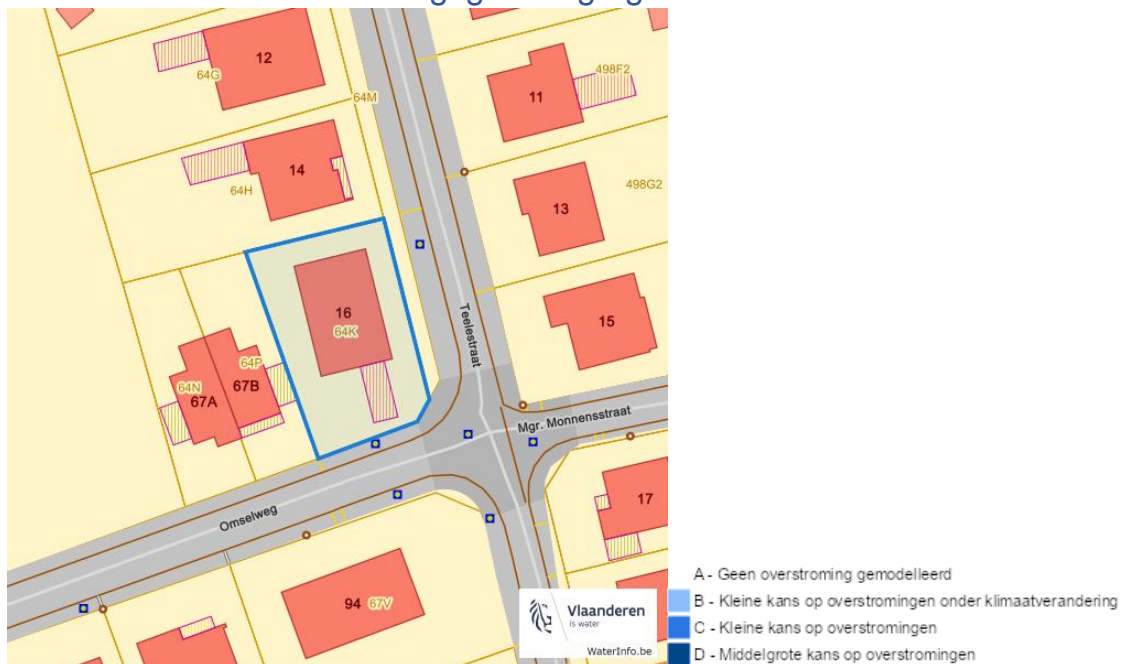 12
64G
64M
498F2
11
14
64H
498G2
13
16
64K
Teelestraat
15
64P
64N
67B
67A
Mgr. Monnensstraat
Omselweg
17
94 67V
Vlaanderen
is water
WaterInfo.be
A - Geen overstroming gemodelleerd
B - Kleine kans op overstromingen onder klimaatverandering
C - Kleine kans op overstromingen
D - Middelgrote kans op overstromingen